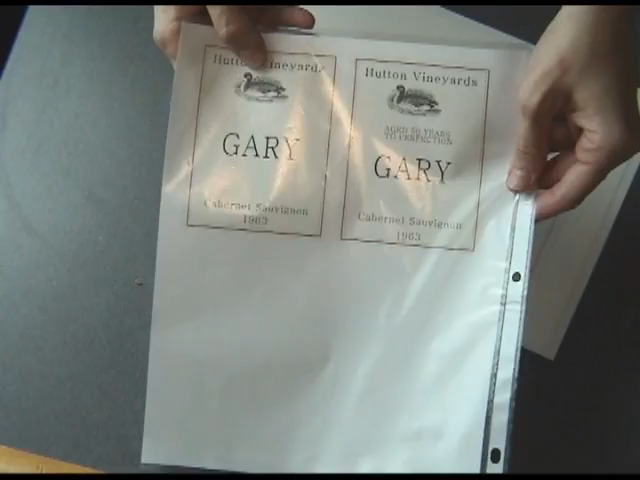 Hutton Vineyards
GARY
Cabernet Sauvignon
1963
Hutton Vineyards
AGED 50 YEARS
TO PERFECTION
GARY
Cabernet Sauvignon
1963